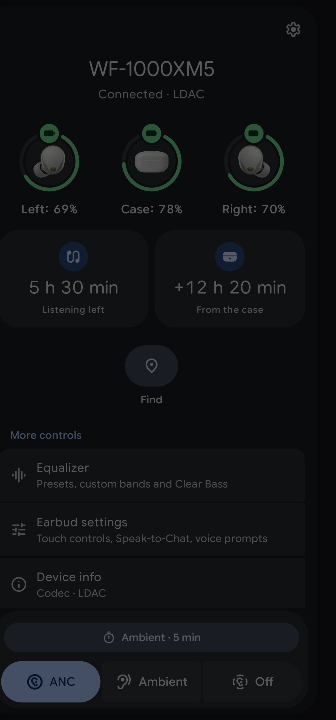 WF-1000XM5
Connected · LDAC
Left: 69%
Case: 78%
Right: 70%
5 h 30 min
Listening left
+12 h 20 min
From the case
Find
More controls
Equalizer
Presets, custom bands and Clear Bass
Earbud settings
Touch controls, Speak-to-Chat, voice prompts
Device info
Codec · LDAC
Ambient · 5 min
ANC
Ambient
Off